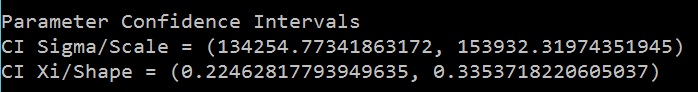 Parameter Confidence Intervals
CI Sigma/Scale = (134254.77341863172, 153932.31974351945)
CI Xi/Shape = (0.22462817793949635, 0.3353718220605037)